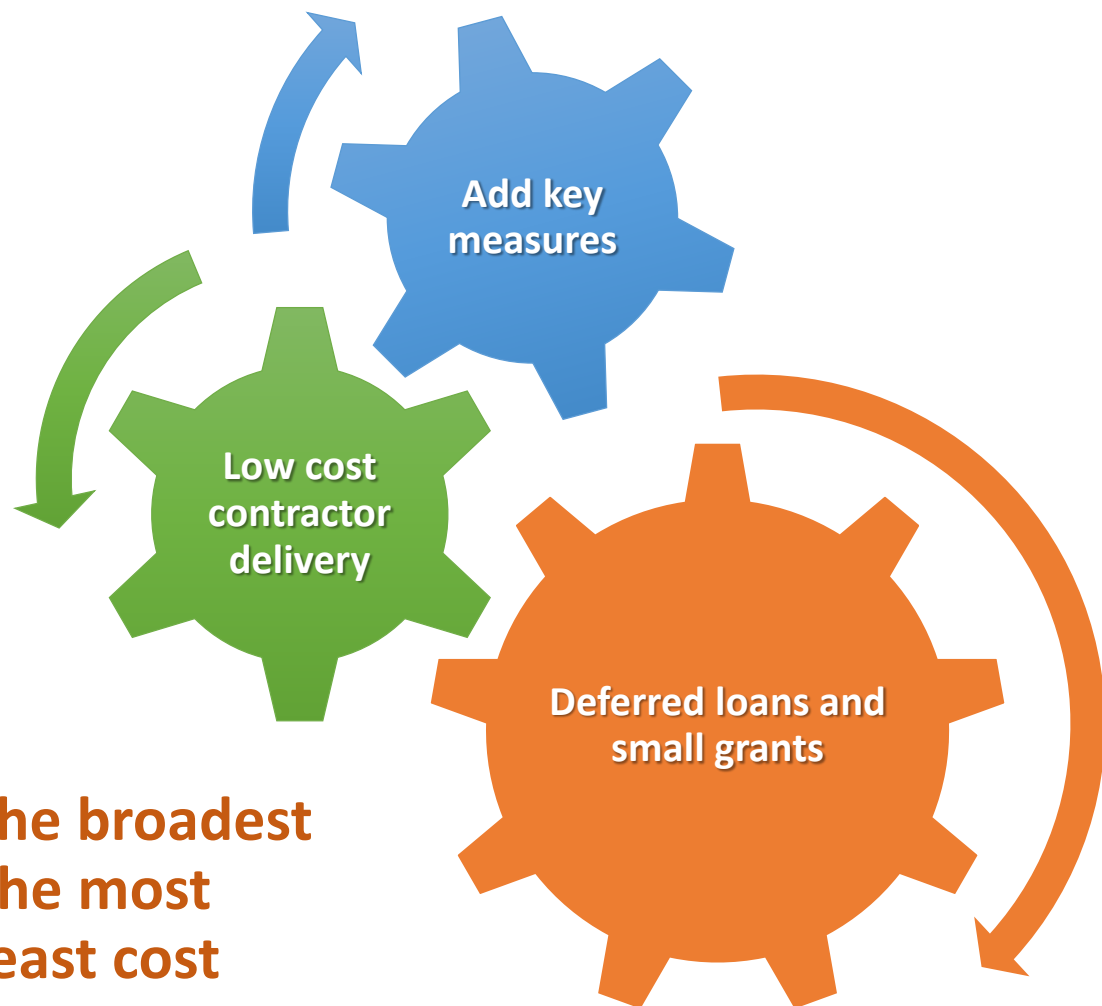 Add key
measures
Low cost
contractor
delivery
Deferred loans and
small grants
he broadest
he most
east cost